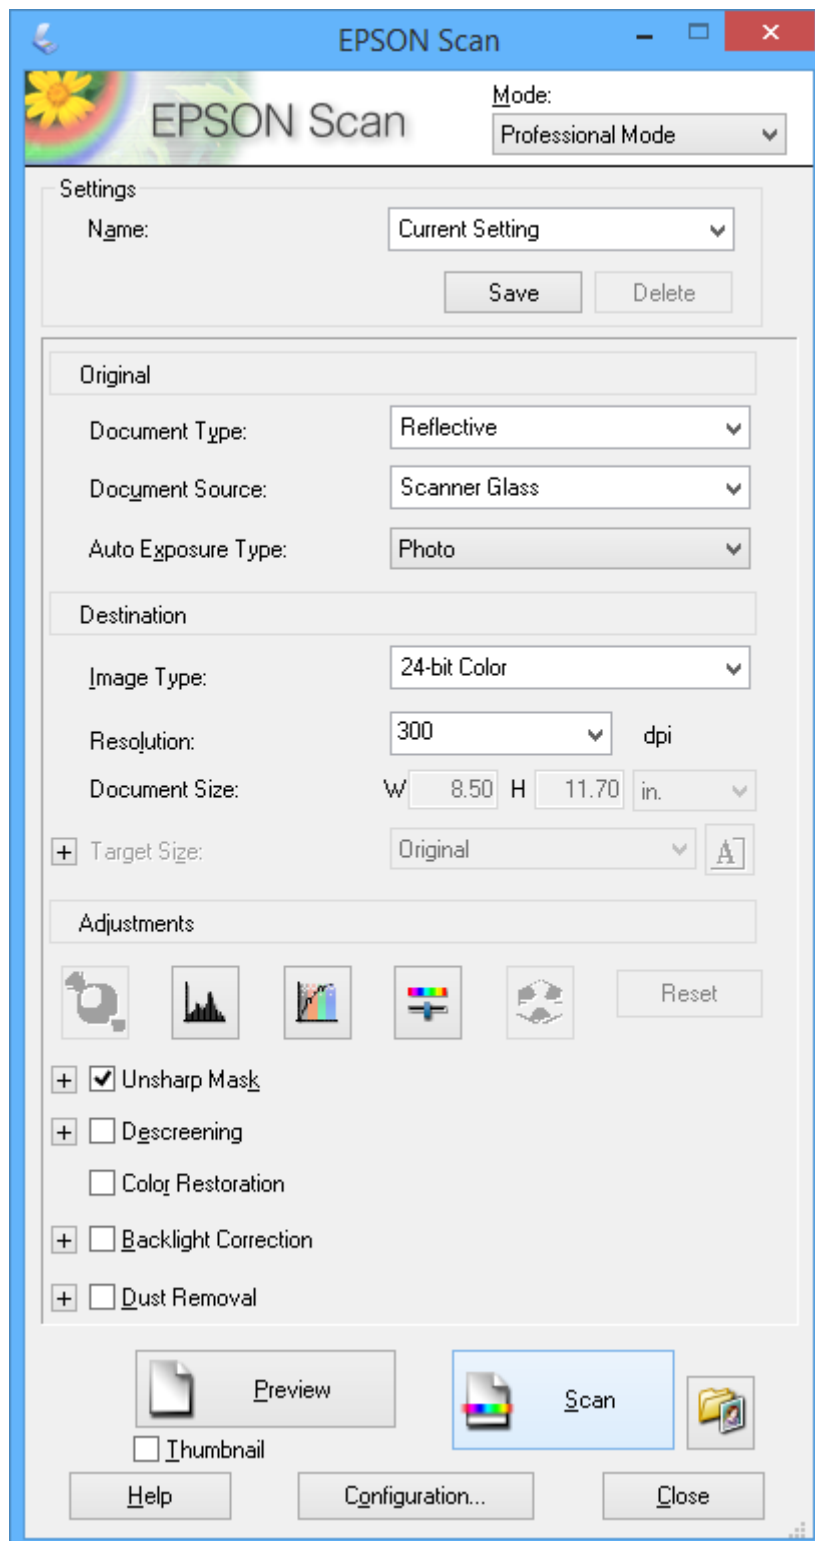 EPSON Scan
EPSON Scan
Mode:
Professional Mode
Settings
Name: Current Setting
Save Delete
Original
Document Type: Reflective
Document Source: Scanner Glass
Auto Exposure Type: Photo
Destination
Image Type: 24-bit Color
Resolution: 300 dpi
Document Size: W 8.50 H 11.70 in.
+ Target Size: Original A
Adjustments
Reset
+ Unsharp Mask
+ Descreening
Color Restoration
+ Backlight Correction
+ Dust Removal
Preview Scan
Thumbnail
Help Configuration... Close